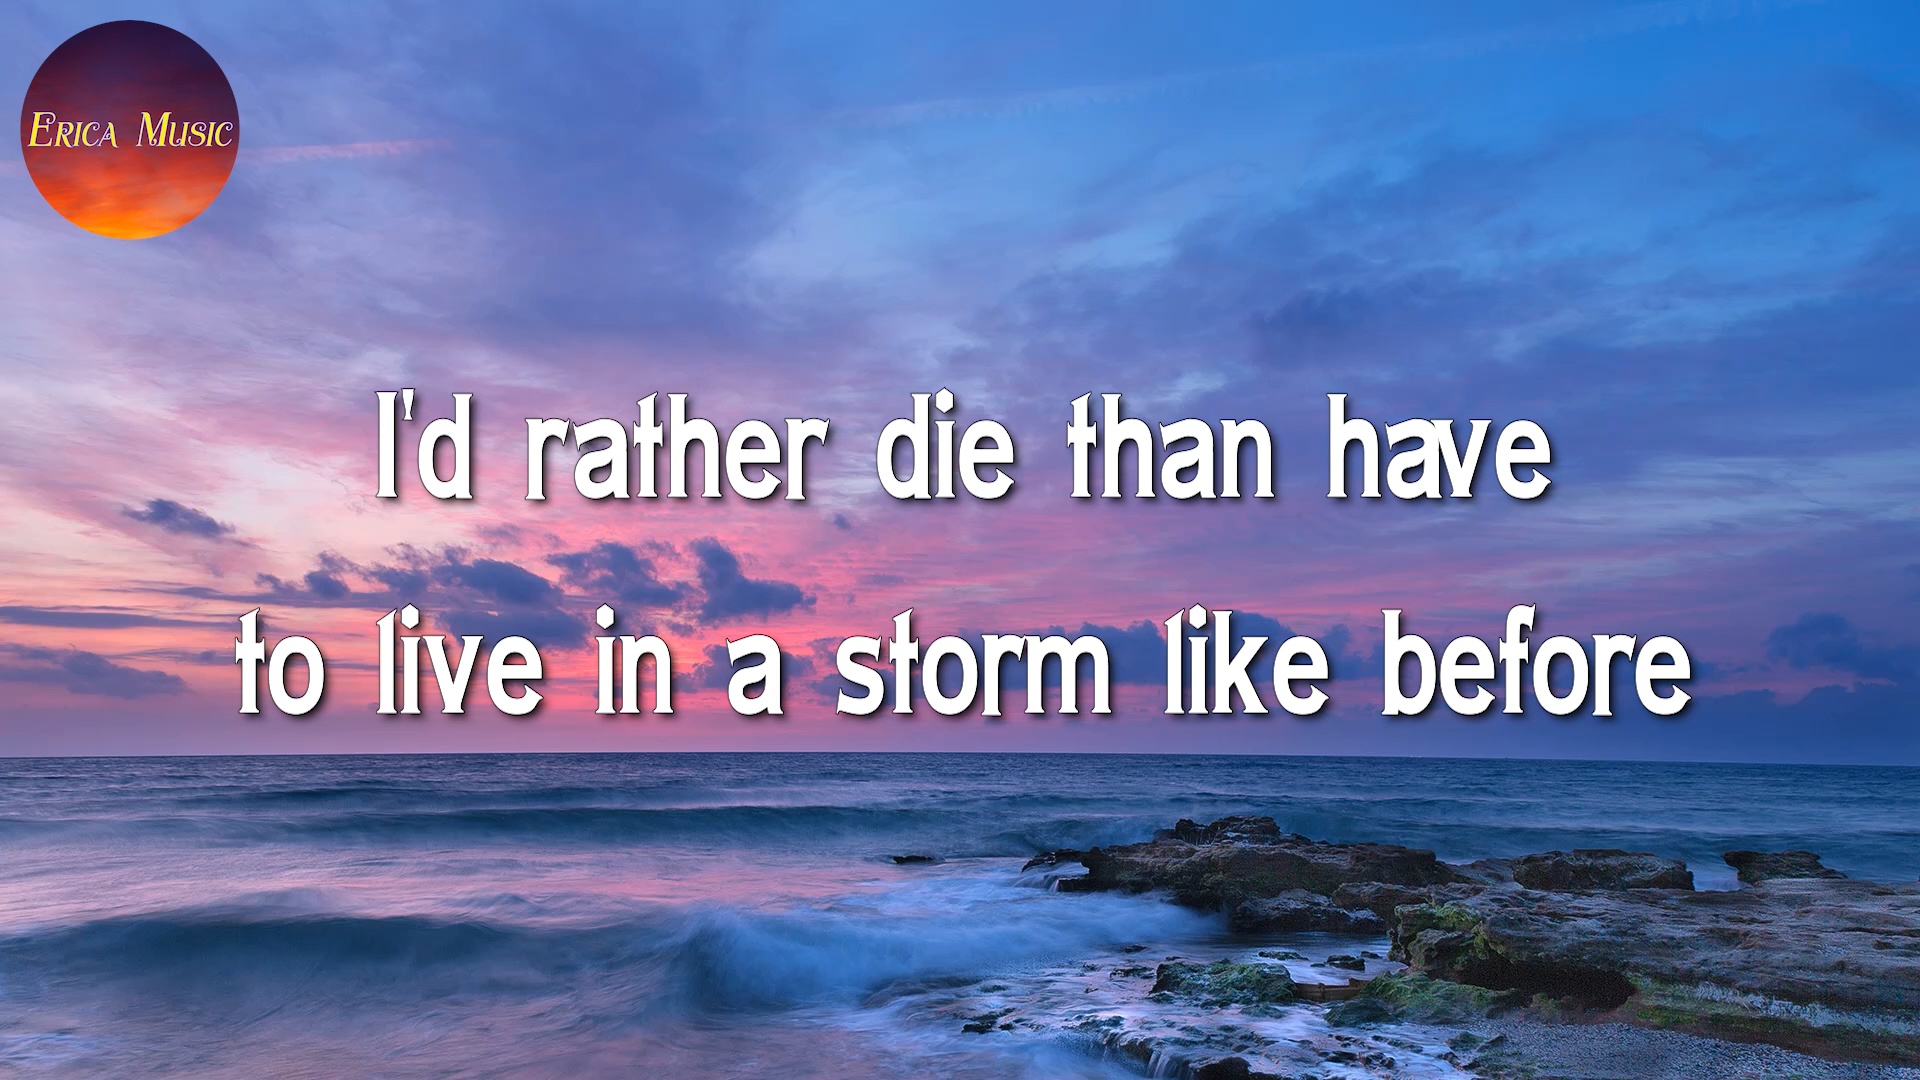 Erica Music
I'd rather die than have
to live in a storm like before